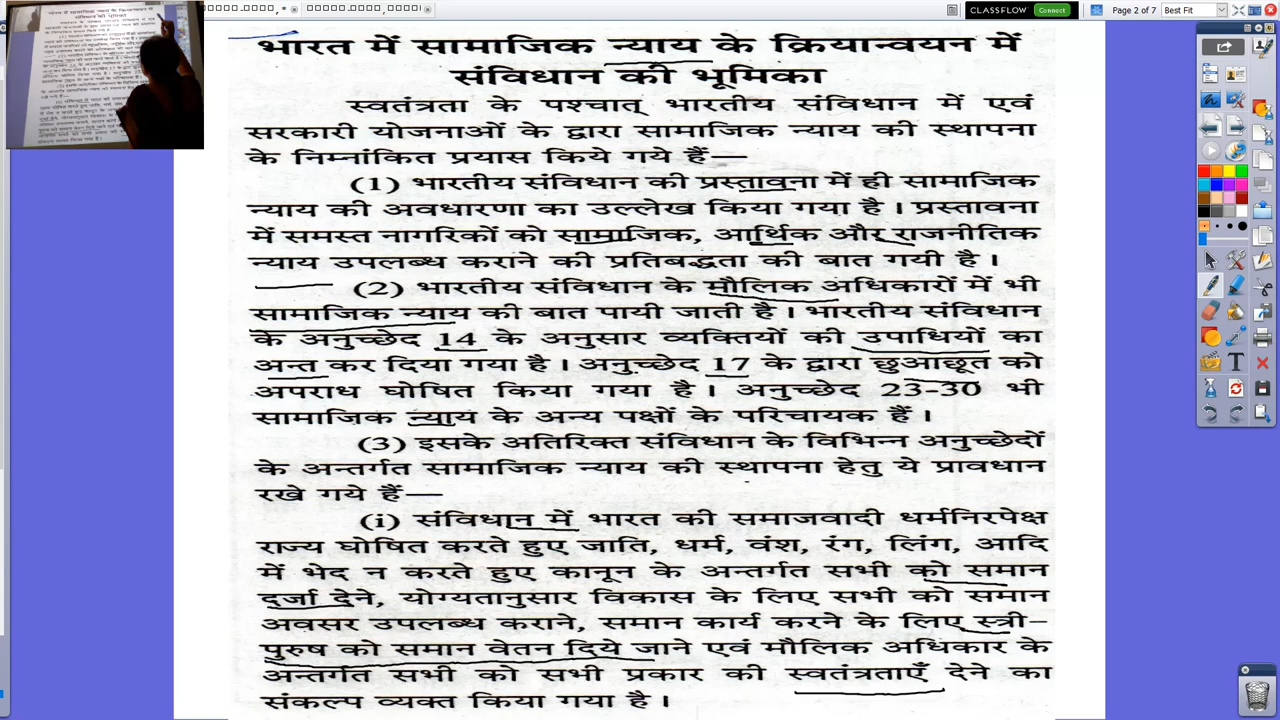 CLASSFLOW Connect
Page 2 of 7 Best Fit
भारत में सामाजिक न्याय के क्रियान्वयन में
संविधान की भूमिका
स्वतंत्रता के पश्चात् भारतीय संविधान में एवं
सरकारी योजनाओं के द्वारा सामाजिक न्याय की स्थापना
के निम्नांकित प्रयास किये गये हैं—
(1) भारतीय संविधान की प्रस्तावना में ही सामाजिक
न्याय की अवधारणा का उल्लेख किया गया है । प्रस्तावना
में समस्त नागरिकों को सामाजिक, आर्थिक और राजनीतिक
न्याय उपलब्ध कराने की प्रतिबद्धता की बात गयी है ।
(2) भारतीय संविधान के मौलिक अधिकारों में भी
सामाजिक न्याय की बात पायी जाती है । भारतीय संविधान
के अनुच्छेद 14 के अनुसार व्यक्तियों की उपाधियों का
अन्त कर दिया गया है । अनुच्छेद 17 के द्वारा छुआछूत को
अपराध घोषित किया गया है । अनुच्छेद 23-30 भी
सामाजिक न्याय के अन्य पक्षों के परिचायक हैं ।
(3) इसके अतिरिक्त संविधान के विभिन्न अनुच्छेदों
के अन्तर्गत सामाजिक न्याय की स्थापना हेतु ये प्रावधान
रखे गये हैं—
(i) संविधान में भारत की समाजवादी धर्मनिरपेक्ष
राज्य घोषित करते हुए जाति, धर्म, वंश, रंग, लिंग, आदि
में भेद न करते हुए कानून के अन्तर्गत सभी को समान
दर्जा देने, योग्यतानुसार विकास के लिए सभी को समान
अवसर उपलब्ध कराने, समान कार्य करने के लिए स्त्री-
पुरुष को समान वेतन दिये जाने एवं मौलिक अधिकार के
अन्तर्गत सभी को सभी प्रकार की स्वतंत्रताएँ देने का
संकल्प व्यक्त किया गया है ।